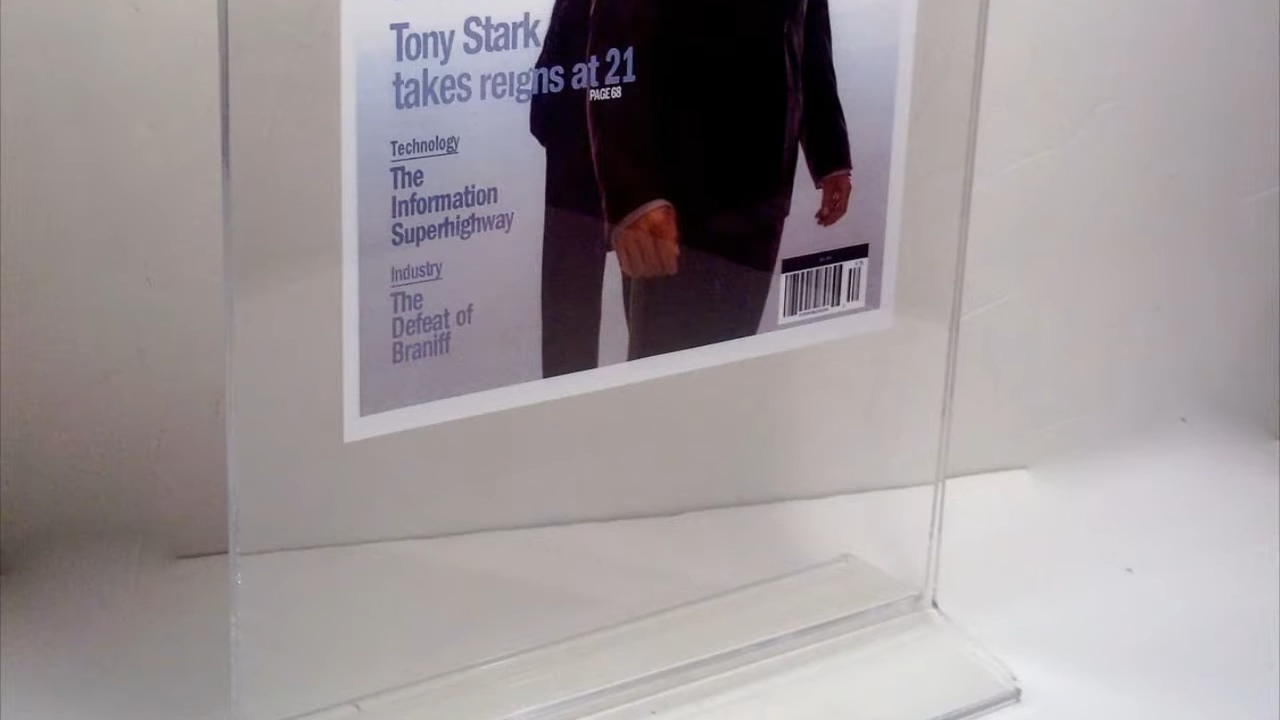 Tony Stark
takes reigns at 21
PAGE 68
Technology
The
Information
Superhighway
Industry
The
Defeat of
Braniff